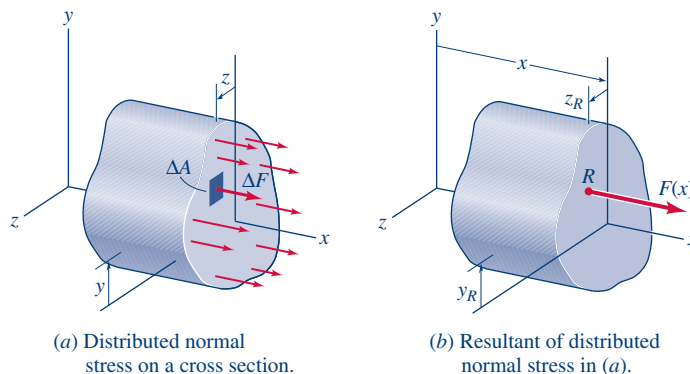 y
z
ΔA
ΔF
z
x
y
(a) Distributed normal
stress on a cross section.
y
x
z_R
R
F(x)
z
y_R
(b) Resultant of distributed
normal stress in (a).